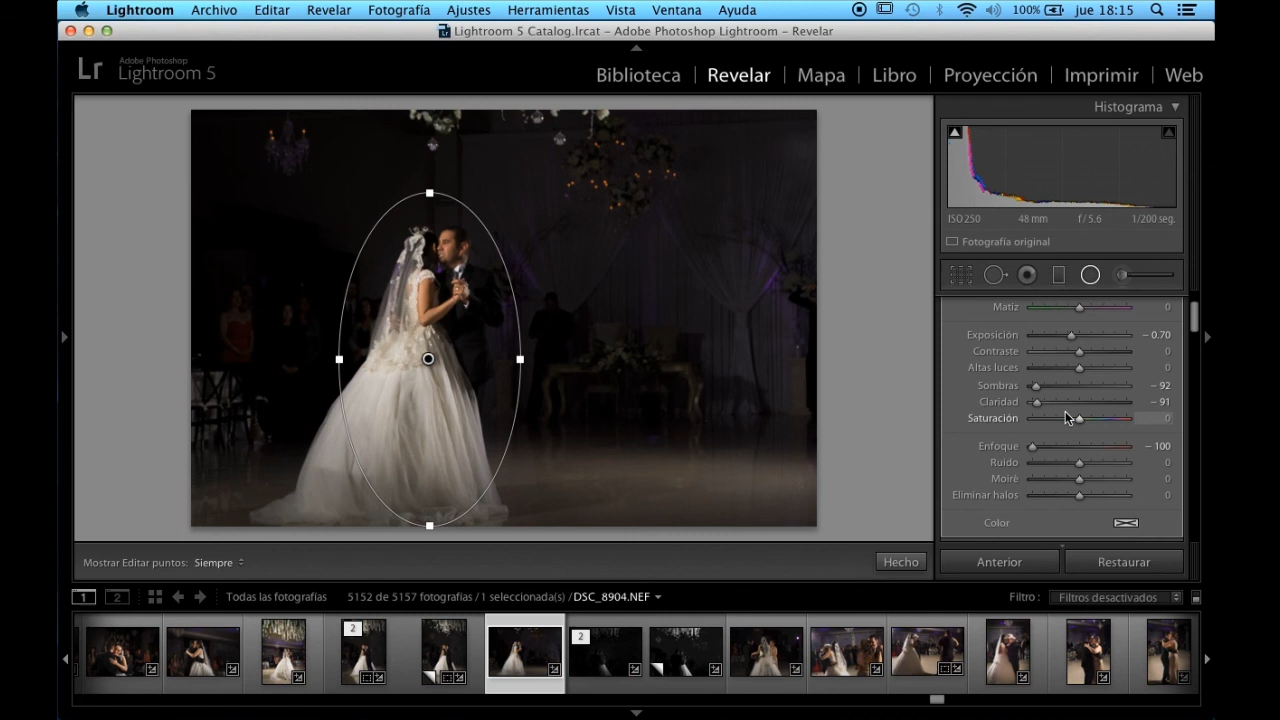 Lightroom Archivo Editar Revelar Fotografía Ajustes Herramientas Vista Ventana Ayuda 100% jue 18:15
Lightroom 5 Catalog.lrcat – Adobe Photoshop Lightroom – Revelar
Lr Adobe Photoshop
Lightroom 5
Biblioteca Revelar Mapa Libro Proyección Imprimir Web
Histograma
ISO 250 48 mm f / 5.6 1/200 seg.
Fotografía original
Matiz 0
Exposición – 0.70
Contraste 0
Altas luces 0
Sombras – 92
Claridad – 91
Saturación 0
Enfoque – 100
Ruido 0
Moiré 0
Eliminar halos 0
Color
Mostrar Editar puntos: Siempre Hecho Anterior Restaurar
1 2 Todas las fotografías 5152 de 5157 fotografías / 1 seleccionada(s) / DSC_8904.NEF Filtro : Filtros desactivados
2 2